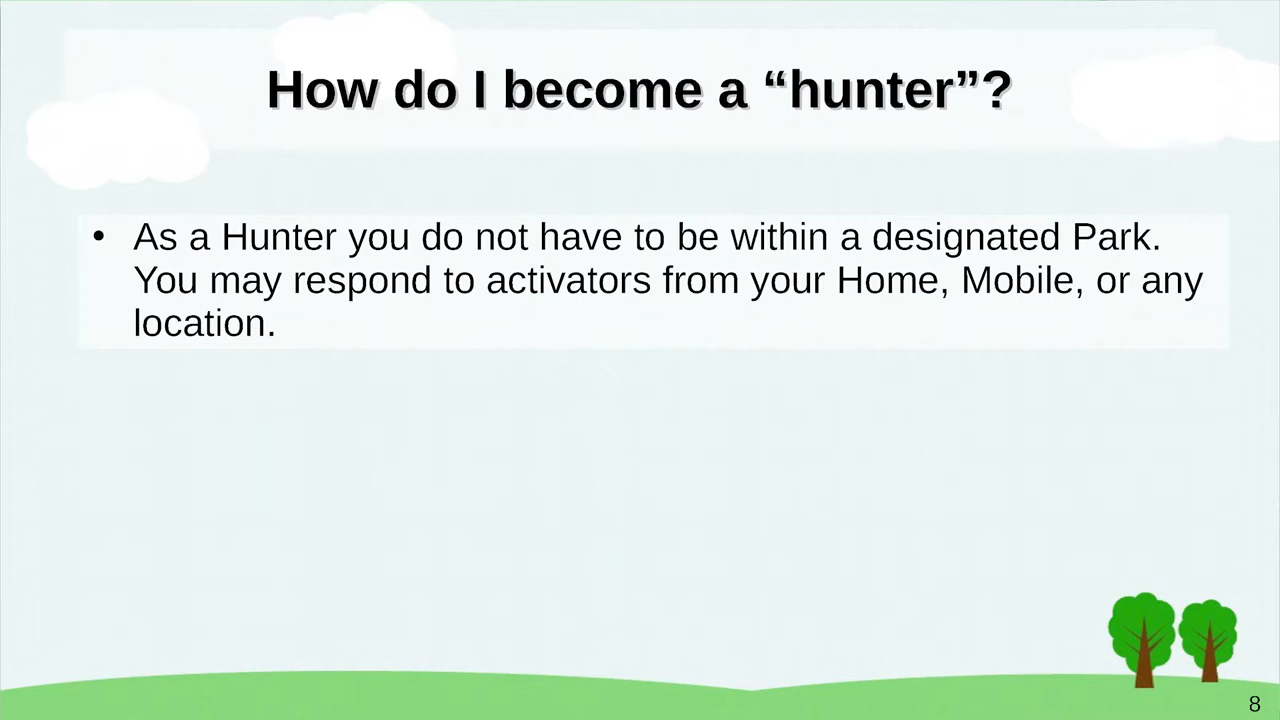 How do I become a “hunter”?
• As a Hunter you do not have to be within a designated Park.
You may respond to activators from your Home, Mobile, or any
location.
8